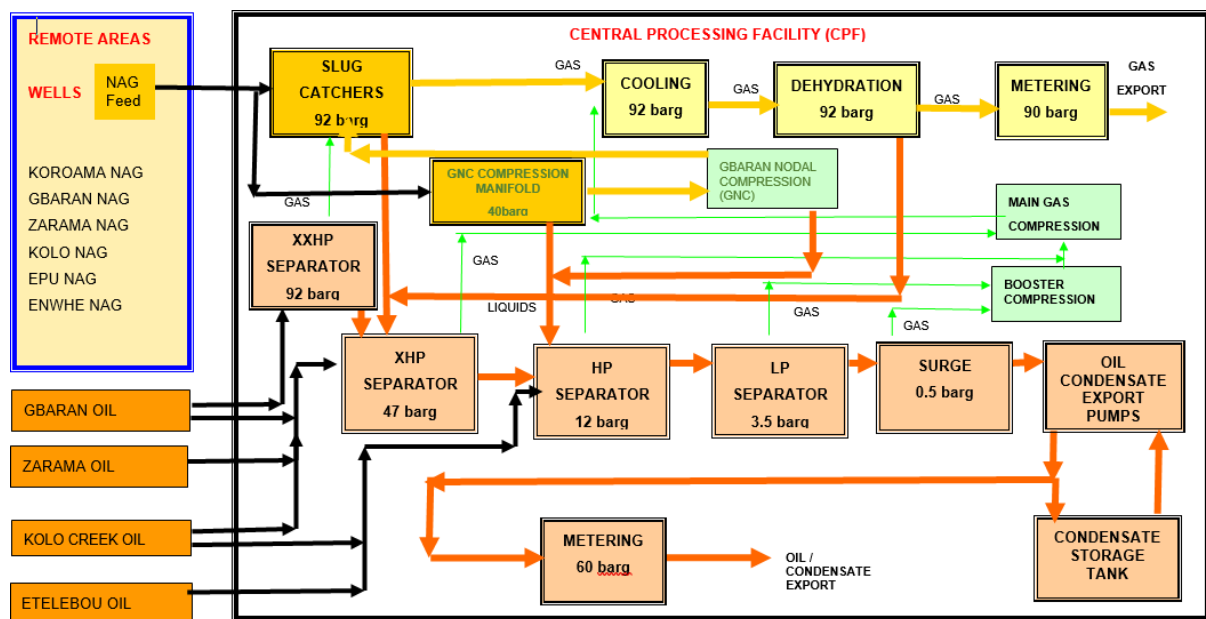 REMOTE AREAS
WELLS
NAG
Feed
KOROAMA NAG
GBARAN NAG
ZARAMA NAG
KOLO NAG
EPU NAG
ENWHE NAG
GBARAN OIL
ZARAMA OIL
KOLO CREEK OIL
ETELEBOU OIL
CENTRAL PROCESSING FACILITY (CPF)
SLUG
CATCHERS
92 barg
GAS
COOLING
92 barg
GAS
DEHYDRATION
92 barg
GAS
METERING
90 barg
GAS
EXPORT
GNC COMPRESSION
MANIFOLD
40barg
GBARAN NODAL
COMPRESSION
(GNC)
MAIN GAS
COMPRESSION
BOOSTER
COMPRESSION
GAS
XXHP
SEPARATOR
92 barg
GAS
LIQUIDS
GAS
GAS
GAS
XHP
SEPARATOR
47 barg
HP
SEPARATOR
12 barg
LP
SEPARATOR
3.5 barg
SURGE
0.5 barg
OIL
CONDENSATE
EXPORT
PUMPS
METERING
60 barg
OIL /
CONDENSATE
EXPORT
CONDENSATE
STORAGE
TANK